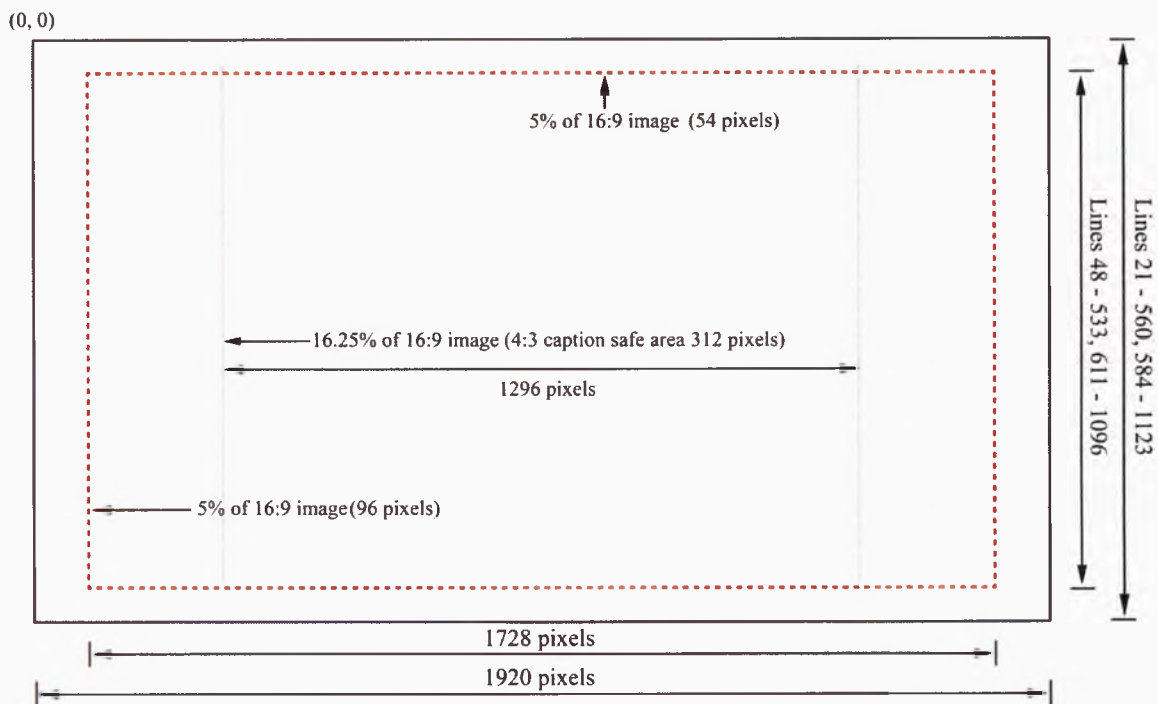 (0, 0)
5% of 16:9 image (54 pixels)
16.25% of 16:9 image (4:3 caption safe area 312 pixels)
1296 pixels
5% of 16:9 image (96 pixels)
Lines 48 - 533, 611 - 1096
Lines 21 - 560, 584 - 1123
1728 pixels
1920 pixels